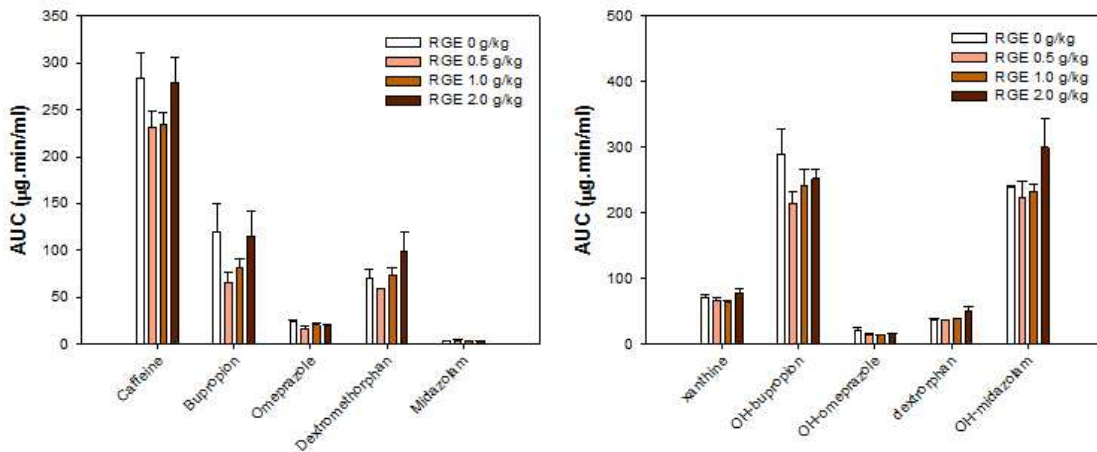 350
300
250
200
150
100
50
0
AUC (µg.min/ml)
RGE 0 g/kg
RGE 0.5 g/kg
RGE 1.0 g/kg
RGE 2.0 g/kg
Caffeine
Bupropion
Omeprazole
Dextromethorphan
Midazolam
500
400
300
200
100
0
AUC (µg.min/ml)
RGE 0 g/kg
RGE 0.5 g/kg
RGE 1.0 g/kg
RGE 2.0 g/kg
xanthine
OH-bupropion
OH-omeprazole
dextrorphan
OH-midazolam